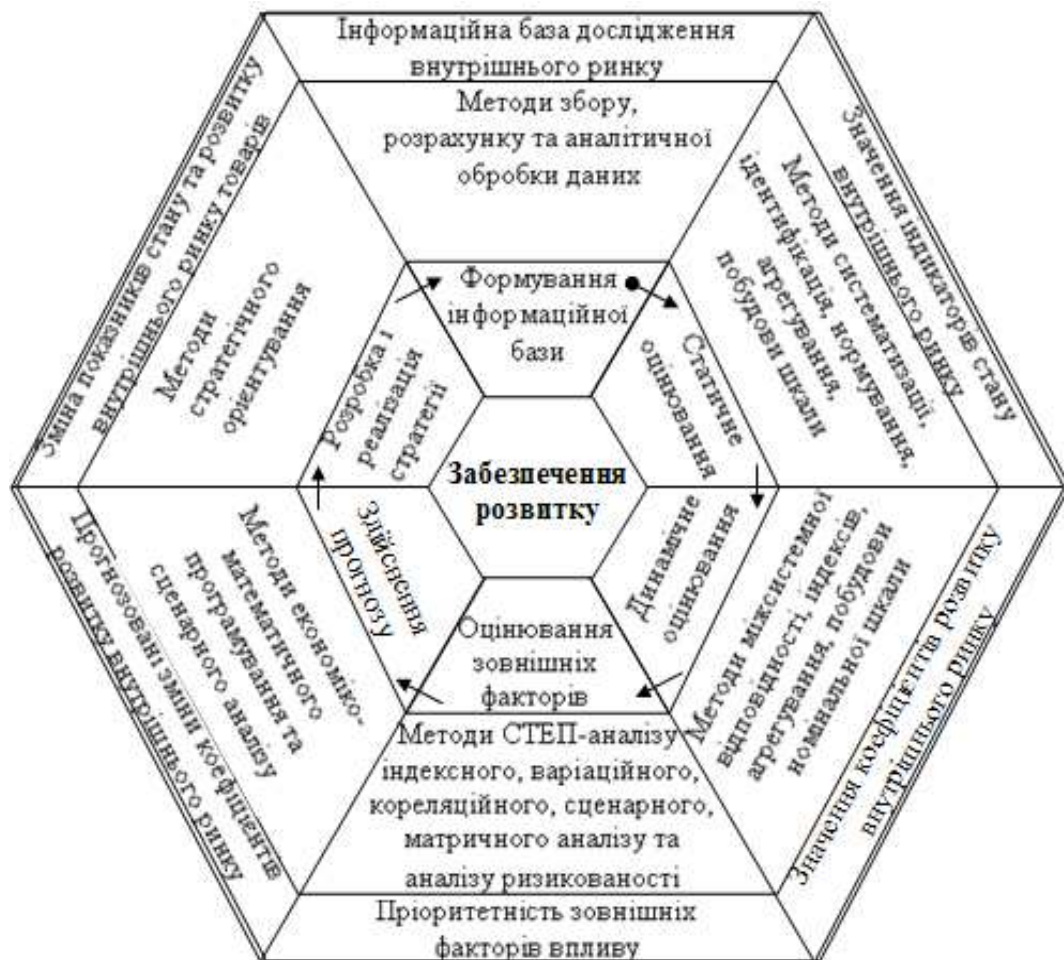 Інформаційна база дослідження
внутрішнього ринку
Методи збору,
розрахунку та аналітичної
обробки даних
Формування
інформаційної
бази
Значення індикаторів стану
внутрішнього ринку
Методи систематизації,
ідентифікація, нормування,
агрегування,
побудови шкали
Статичне
оцінювання
Значення коефіцієнтів розвитку
внутрішнього ринку
Методи міжсистемної
відповідності, індексів,
агрегування, побудови
номінальної шкали
Динамічне
оцінювання
Оцінювання
зовнішніх
факторів
Методи СТЕП-аналізу
індексного, варіаційного,
кореляційного, сценарного,
матричного аналізу та
аналізу ризикованості
Пріоритетність зовнішніх
факторів впливу
Здійснення
прогнозу
Методи економіко-
математичного
програмування та
сценарного аналізу
Прогнозовані зміни коефіцієнтів
розвитку внутрішнього ринку
Розробка і
реалізація
стратегії
Методи
стратегічного
орієнтування
Зміна показників стану та розвитку
внутрішнього ринку товарів
Забезпечення
розвитку